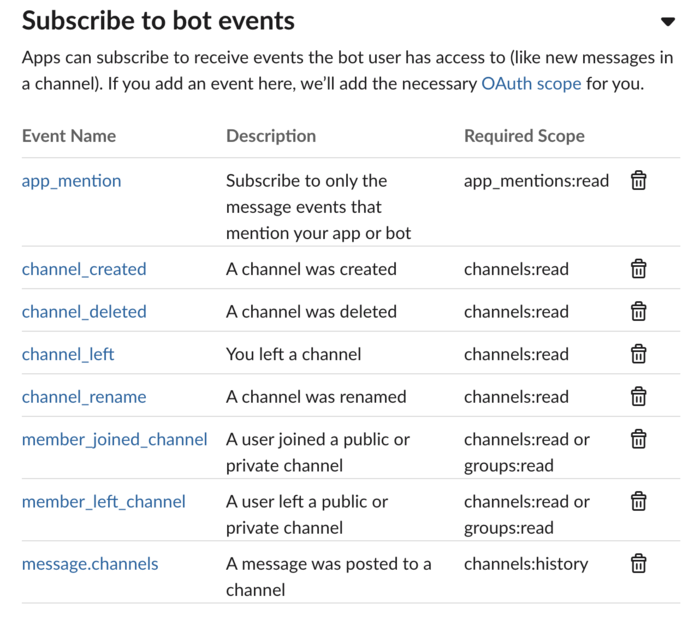 Subscribe to bot events
Apps can subscribe to receive events the bot user has access to (like new messages in
a channel). If you add an event here, we’ll add the necessary OAuth scope for you.
Event Name Description Required Scope
app_mention Subscribe to only the app_mentions:read
message events that
mention your app or bot
channel_created A channel was created channels:read
channel_deleted A channel was deleted channels:read
channel_left You left a channel channels:read
channel_rename A channel was renamed channels:read
member_joined_channel A user joined a public or channels:read or
private channel groups:read
member_left_channel A user left a public or channels:read or
private channel groups:read
message.channels A message was posted to a channels:history
channel